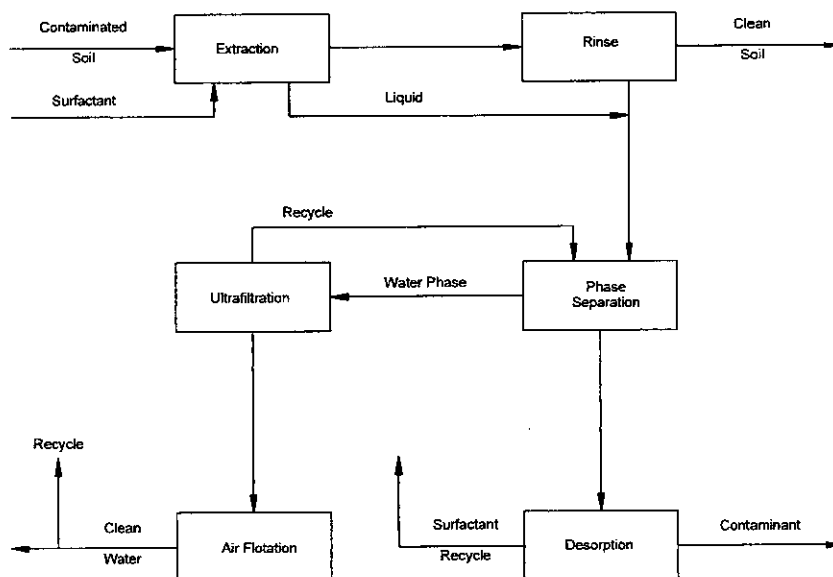 Contaminated
Soil
Extraction
Rinse
Clean
Soil
Surfactant
Liquid
Recycle
Ultrafiltration
Water Phase
Phase
Separation
Recycle
Clean
Water
Air Flotation
Surfactant
Recycle
Desorption
Contaminant